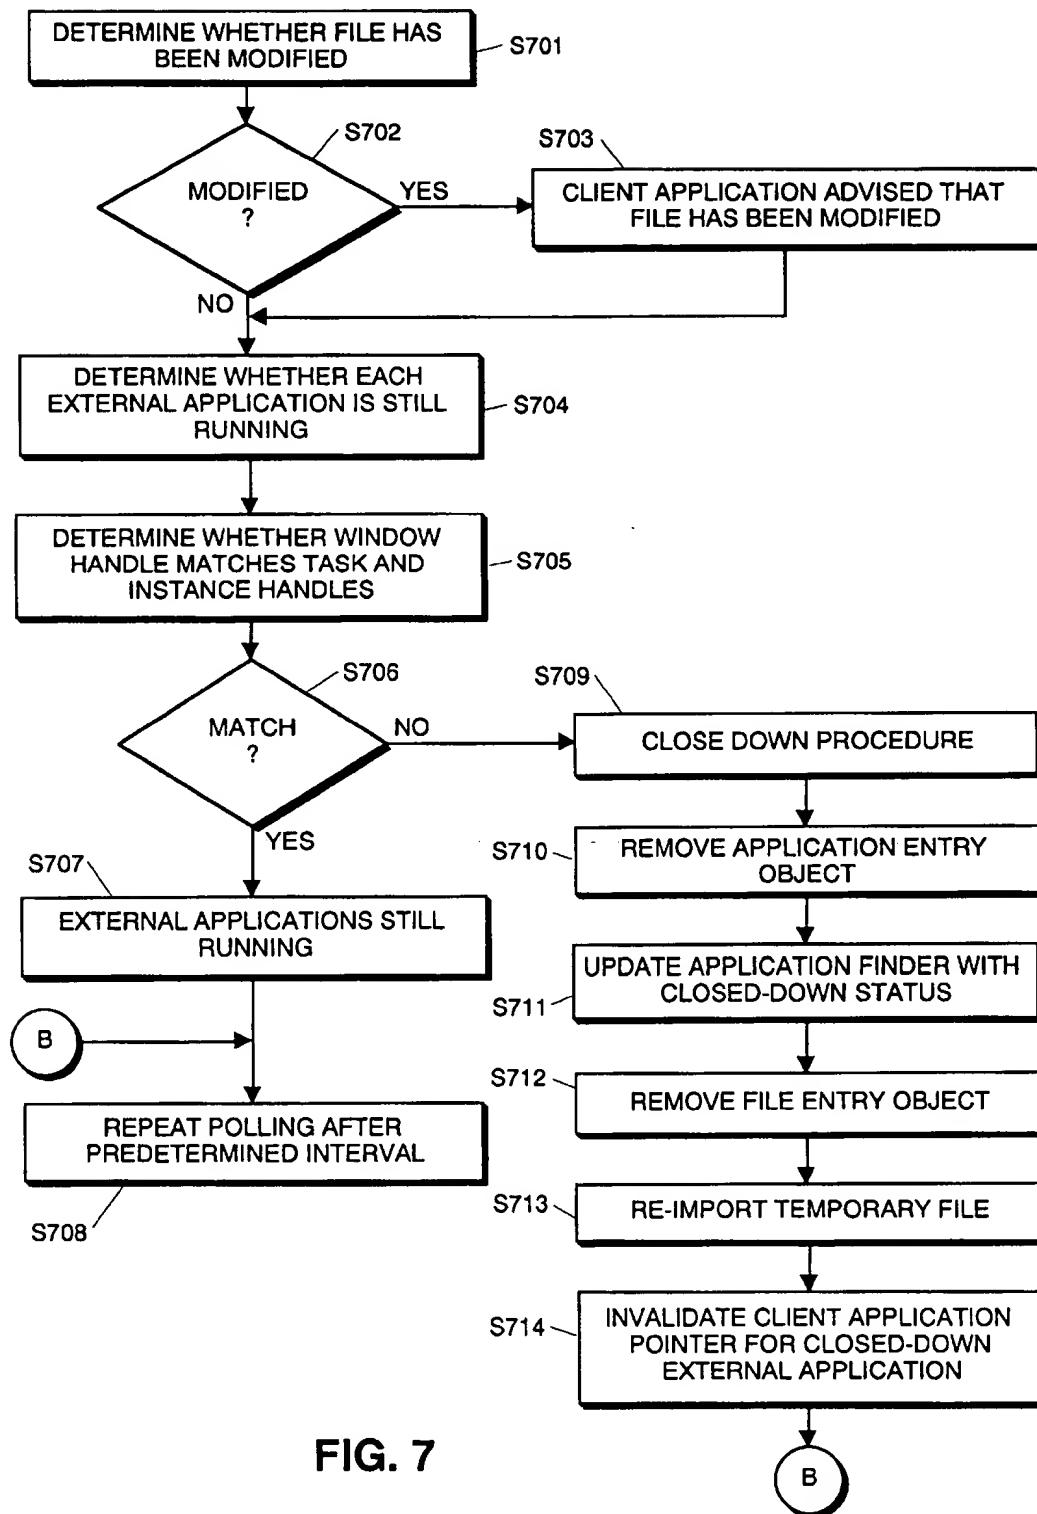 DETERMINE WHETHER FILE HAS
BEEN MODIFIED
S701
S702
MODIFIED
?
YES
NO
S703
CLIENT APPLICATION ADVISED THAT
FILE HAS BEEN MODIFIED
DETERMINE WHETHER EACH
EXTERNAL APPLICATION IS STILL
RUNNING
S704
DETERMINE WHETHER WINDOW
HANDLE MATCHES TASK AND
INSTANCE HANDLES
S705
S706
MATCH
?
NO
YES
S707
EXTERNAL APPLICATIONS STILL
RUNNING
B
REPEAT POLLING AFTER
PREDETERMINED INTERVAL
S708
S709
CLOSE DOWN PROCEDURE
S710
REMOVE APPLICATION ENTRY
OBJECT
UPDATE APPLICATION FINDER WITH
CLOSED-DOWN STATUS
S711
S712
REMOVE FILE ENTRY OBJECT
S713
RE-IMPORT TEMPORARY FILE
S714
INVALIDATE CLIENT APPLICATION
POINTER FOR CLOSED-DOWN
EXTERNAL APPLICATION
B
FIG. 7